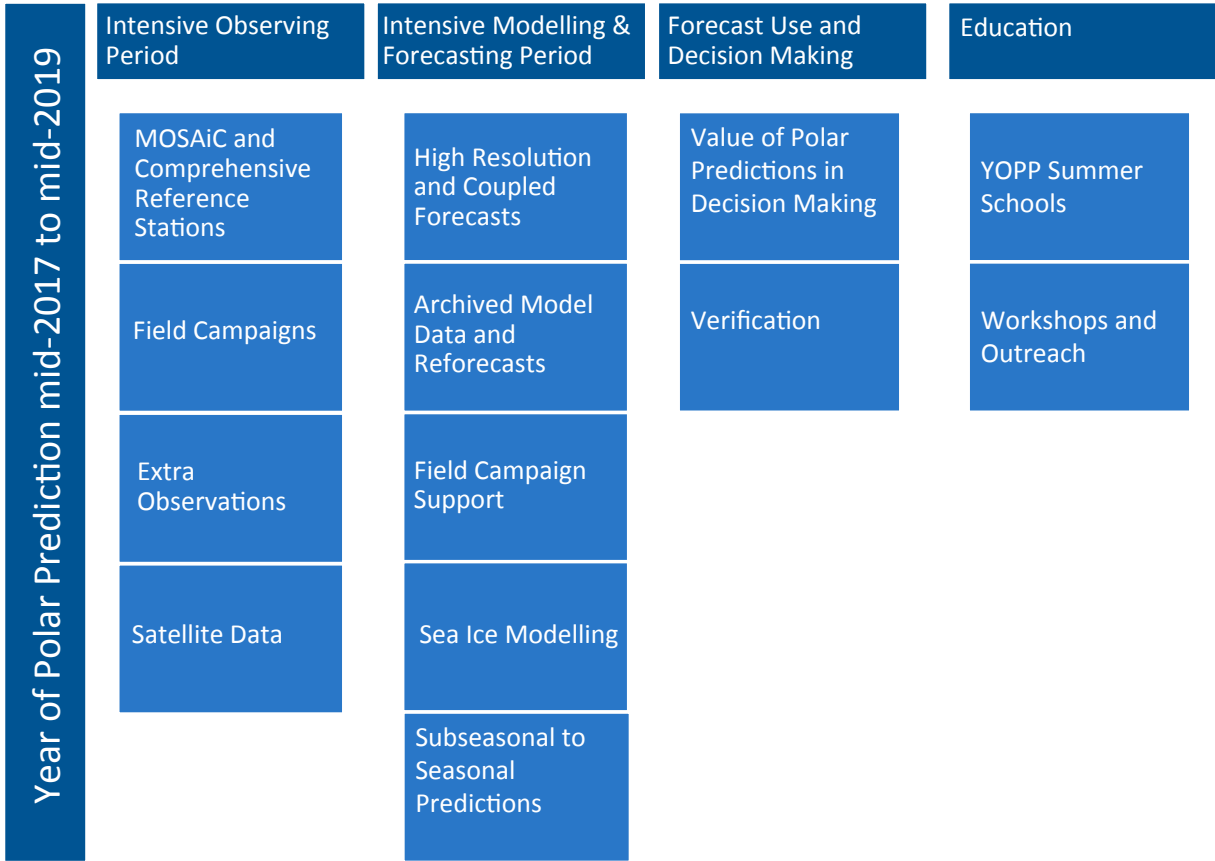 Year of Polar Prediction mid-2017 to mid-2019
Intensive Observing
Period
MOSAiC and
Comprehensive
Reference
Stations
Field Campaigns
Extra
Observations
Satellite Data
Intensive Modelling &
Forecasting Period
High Resolution
and Coupled
Forecasts
Archived Model
Data and
Reforecasts
Field Campaign
Support
Sea Ice Modelling
Subseasonal to
Seasonal
Predictions
Forecast Use and
Decision Making
Value of Polar
Predictions in
Decision Making
Verification
Education
YOPP Summer
Schools
Workshops and
Outreach